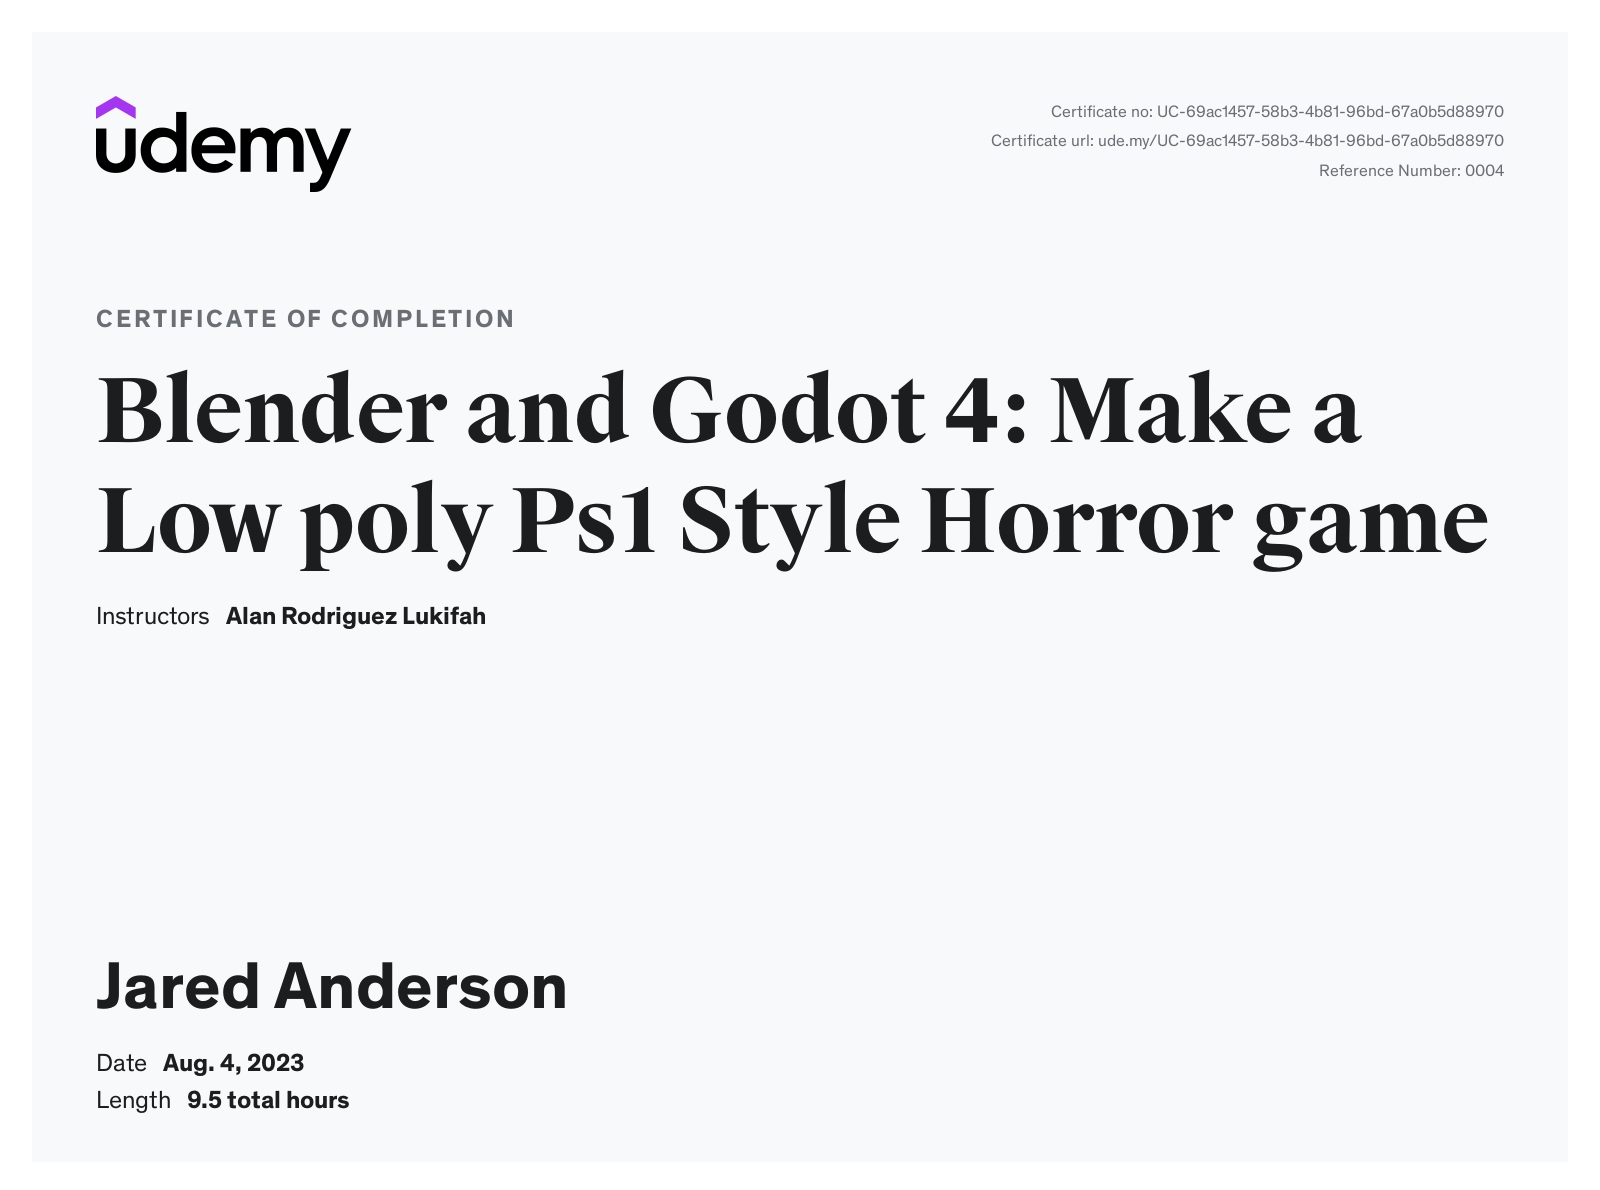 udemy
Certificate no: UC-69ac1457-58b3-4b81-96bd-67a0b5d88970
Certificate url: ude.my/UC-69ac1457-58b3-4b81-96bd-67a0b5d88970
Reference Number: 0004
CERTIFICATE OF COMPLETION
Blender and Godot 4: Make a
Low poly Ps1 Style Horror game
Instructors Alan Rodriguez Lukifah
Jared Anderson
Date Aug. 4, 2023
Length 9.5 total hours